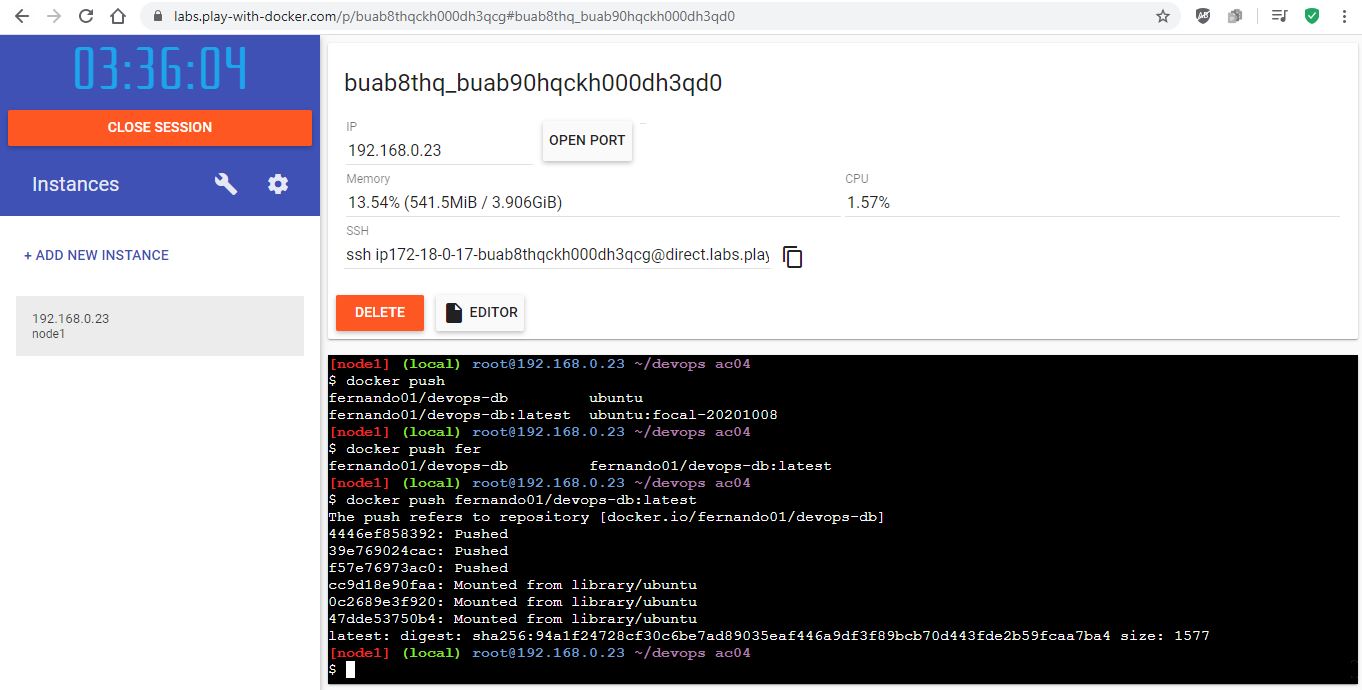 labs.play-with-docker.com/p/buab8thqckh000dh3qcg#buab8thq_buab90hqckh000dh3qd0
03:36:04
CLOSE SESSION
Instances
+ ADD NEW INSTANCE
192.168.0.23
node1
buab8thq_buab90hqckh000dh3qd0
IP
192.168.0.23
OPEN PORT
Memory
13.54% (541.5MiB / 3.906GiB)
CPU
1.57%
SSH
ssh ip172-18-0-17-buab8thqckh000dh3qcg@direct.labs.play
DELETE
EDITOR
[node1] (local) root@192.168.0.23 ~/devops ac04
$ docker push
fernando01/devops-db         ubuntu
fernando01/devops-db:latest  ubuntu:focal-20201008
[node1] (local) root@192.168.0.23 ~/devops ac04
$ docker push fer
fernando01/devops-db         fernando01/devops-db:latest
[node1] (local) root@192.168.0.23 ~/devops ac04
$ docker push fernando01/devops-db:latest
The push refers to repository [docker.io/fernando01/devops-db]
4446ef858392: Pushed
39e769024cac: Pushed
f57e76973ac0: Pushed
cc9d18e90faa: Mounted from library/ubuntu
0c2689e3f920: Mounted from library/ubuntu
47dde53750b4: Mounted from library/ubuntu
latest: digest: sha256:94a1f24728cf30c6be7ad89035eaf446a9df3f89bcb70d443fde2b59fcaa7ba4 size: 1577
[node1] (local) root@192.168.0.23 ~/devops ac04
$